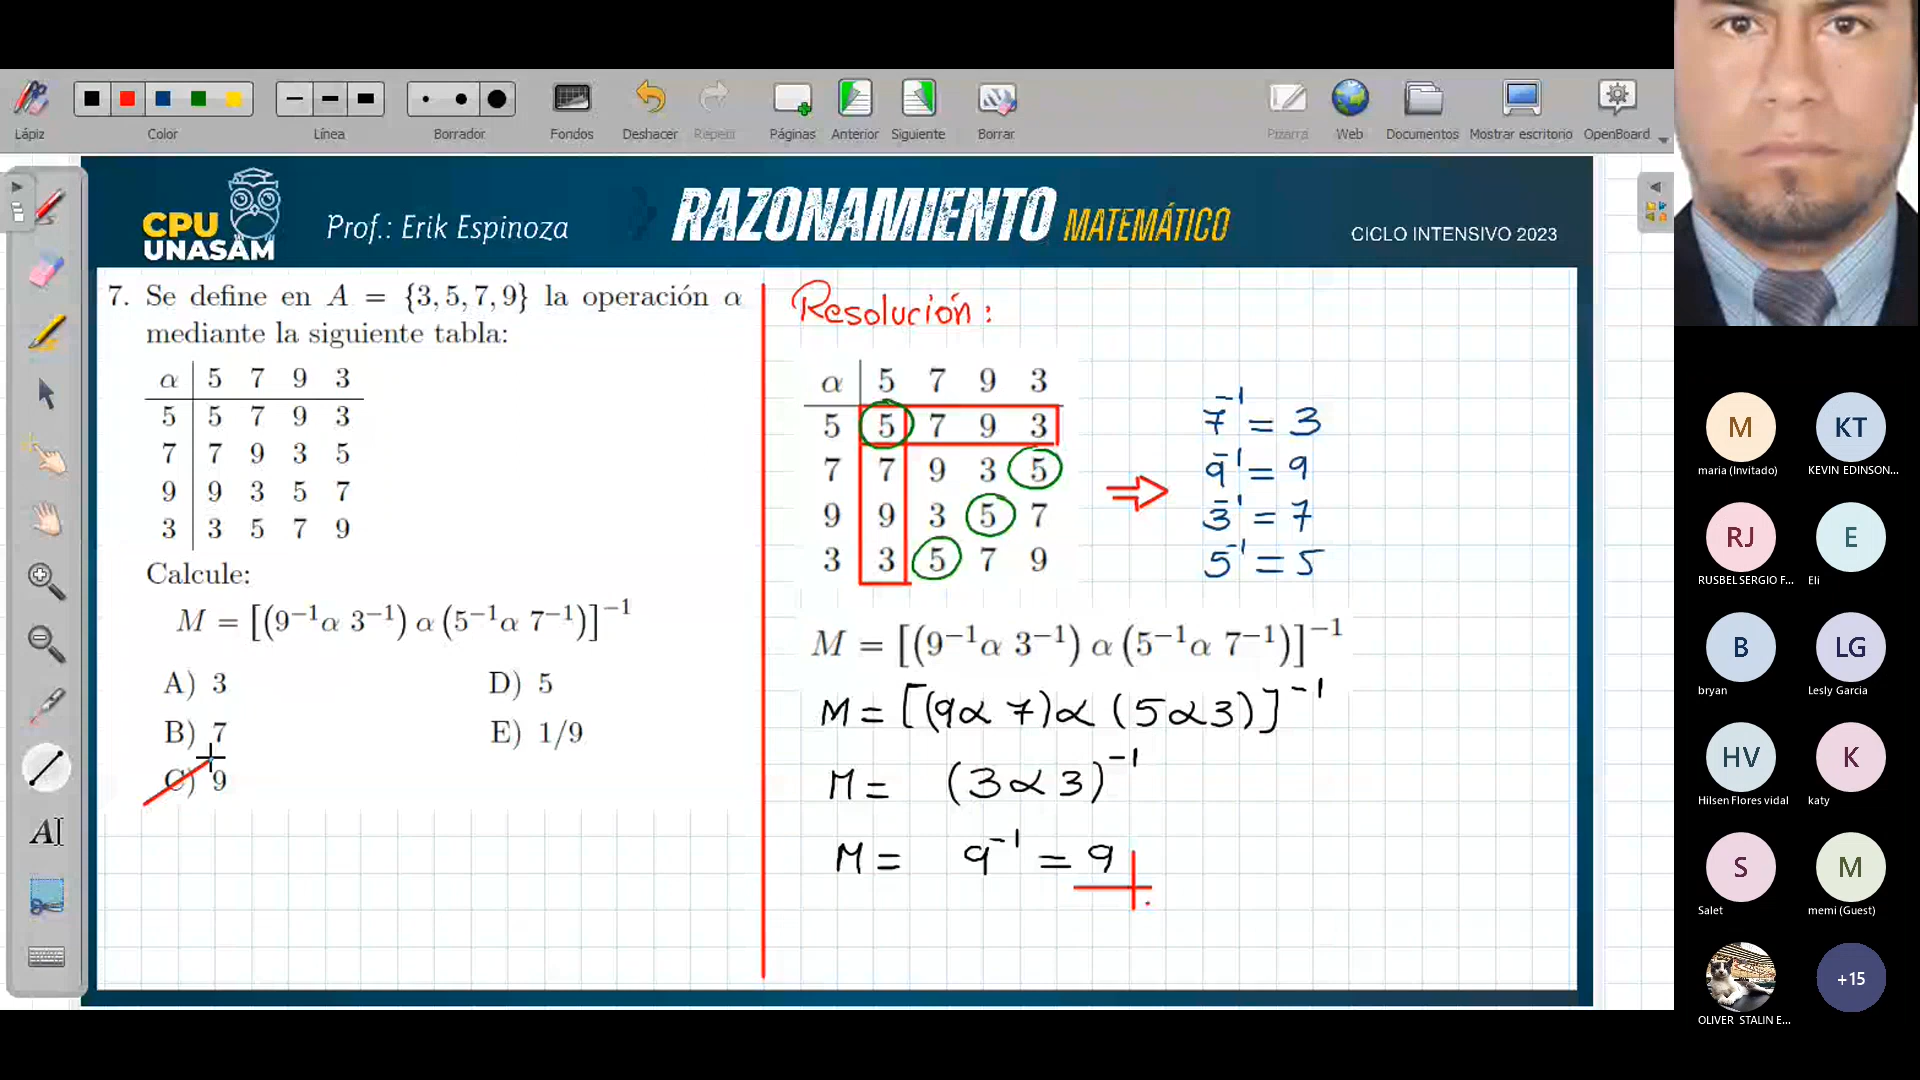 Lápiz
Color
Línea
Borrador
Fondos
Deshacer
Repetir
Páginas
Anterior
Siguiente
Borrar
Pizarra
Web
Documentos
Mostrar escritorio
OpenBoard
CPU
UNASAM
Prof.: Erik Espinoza
RAZONAMIENTO MATEMÁTICO
CICLO INTENSIVO 2023
7. Se define en A = {3, 5, 7, 9} la operación α
mediante la siguiente tabla:
α 5 7 9 3
5 5 7 9 3
7 7 9 3 5
9 9 3 5 7
3 3 5 7 9
Calcule:
M = [(9⁻¹α 3⁻¹) α (5⁻¹α 7⁻¹)]⁻¹
A) 3
D) 5
B) 7
E) 1/9
C) 9
Resolución:
α 5 7 9 3
5 5 7 9 3
7 7 9 3 5
9 9 3 5 7
3 3 5 7 9
⇒
7⁻¹ = 3
9⁻¹ = 9
3⁻¹ = 7
5⁻¹ = 5
M = [(9⁻¹α 3⁻¹) α (5⁻¹α 7⁻¹)]⁻¹
M = [(9α 7)α (5α3)]⁻¹
M = (3α3)⁻¹
M = 9⁻¹ = 9
M
maria (Invitado)
KT
KEVIN EDINSON...
RJ
RUSBEL SERGIO F...
E
Eli
B
bryan
LG
Lesly Garcia
HV
Hilsen Flores vidal
K
katy
S
Salet
M
memi (Guest)
OLIVER STALIN E...
+15